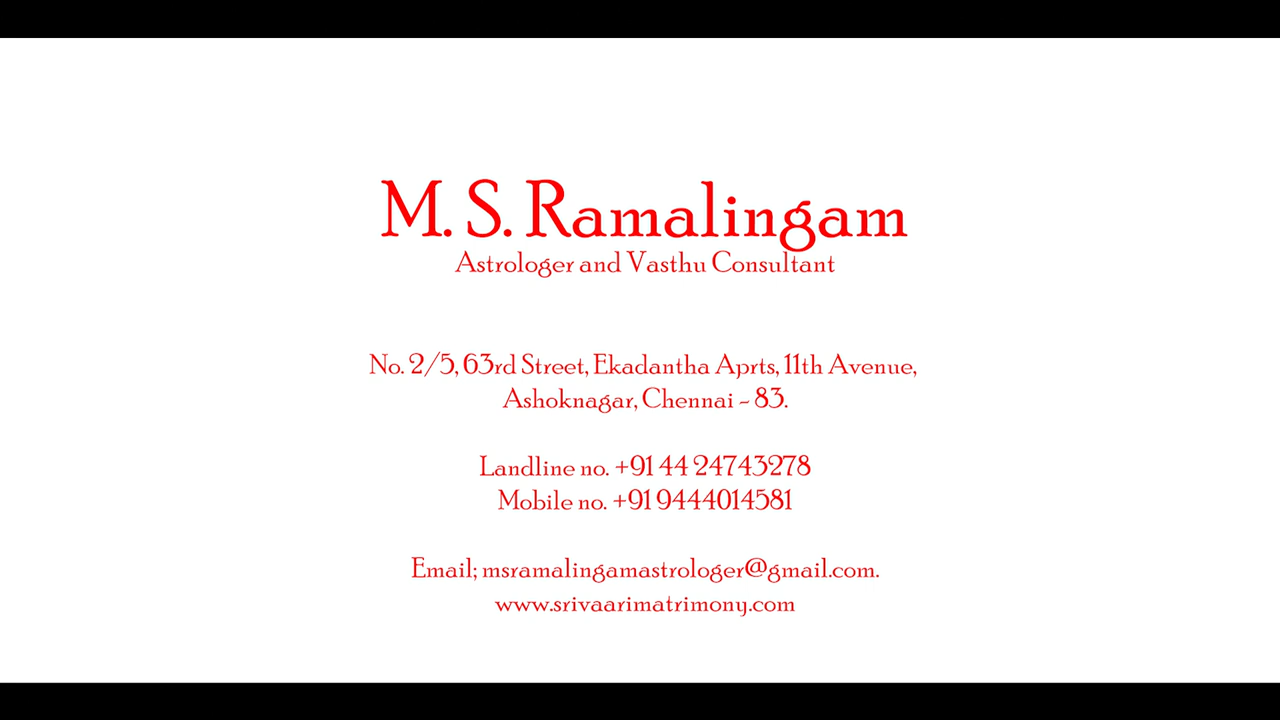 M. S. Ramalingam
Astrologer and Vasthu Consultant
No. 2/5, 63rd Street, Ekadantha Aprts, 11th Avenue,
Ashoknagar, Chennai - 83.
Landline no. +91 44 24743278
Mobile no. +91 9444014581
Email; msramalingamastrologer@gmail.com.
www.srivaarimatrimony.com